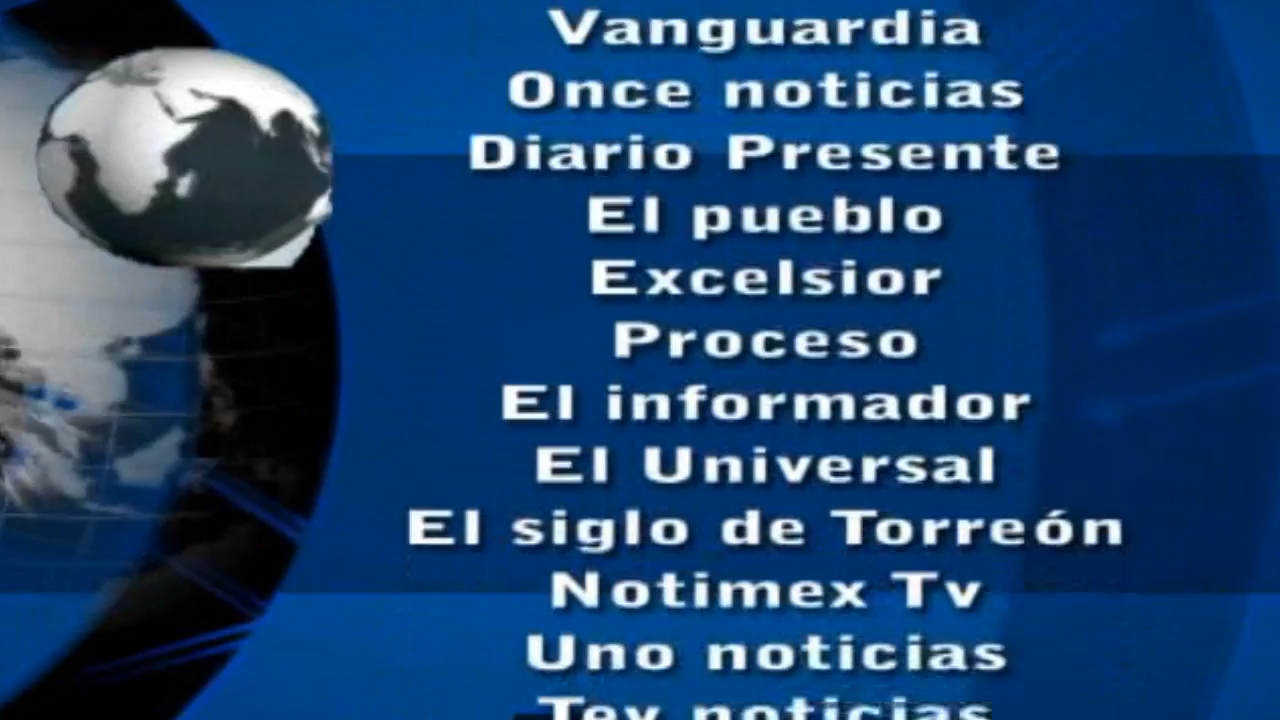 Vanguardia
Once noticias
Diario Presente
El pueblo
Excelsior
Proceso
El informador
El Universal
El siglo de Torreón
Notimex Tv
Uno noticias
noticias